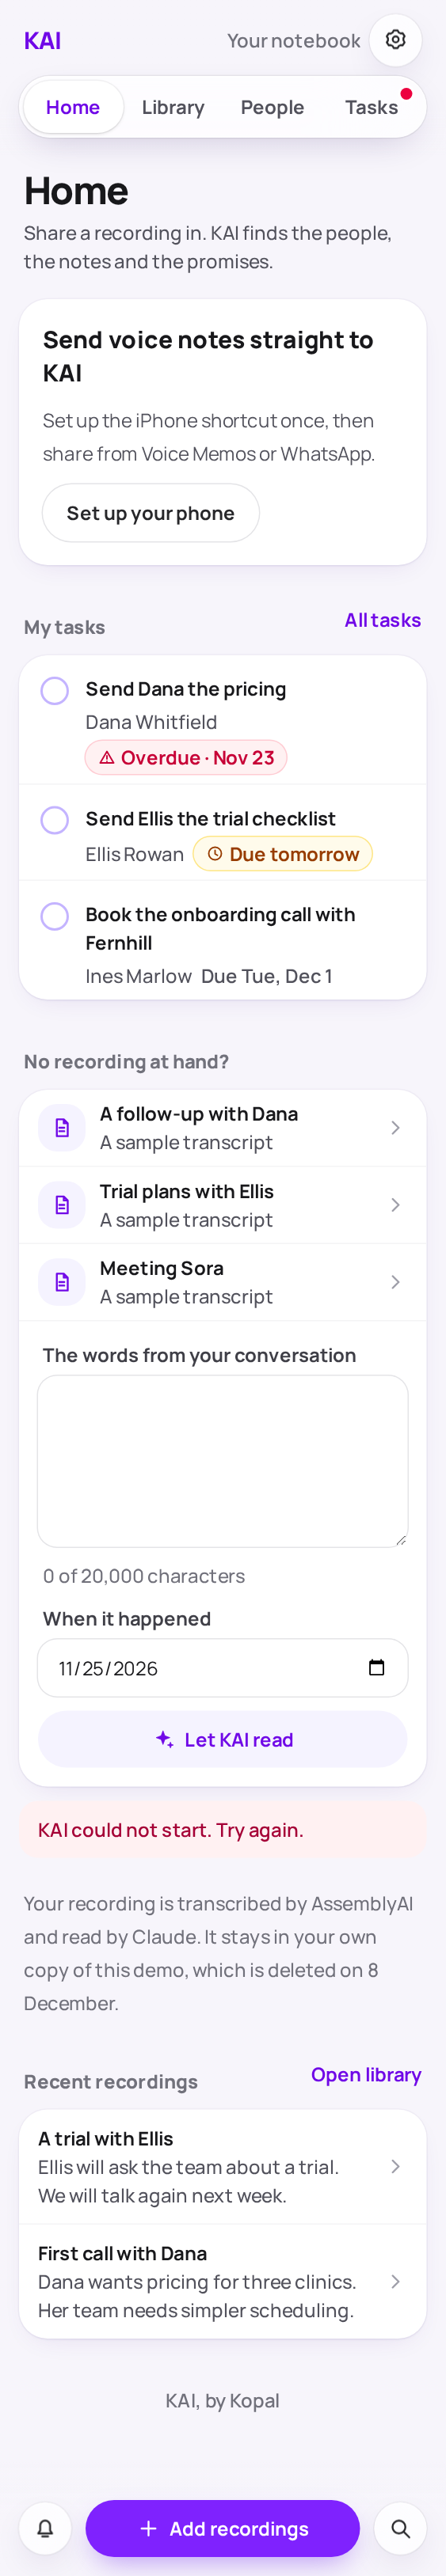 KAI
Your notebook
Home
Library
People
Tasks
Home
Share a recording in. KAI finds the people,
the notes and the promises.
Send voice notes straight to
KAI
Set up the iPhone shortcut once, then
share from Voice Memos or WhatsApp.
Set up your phone
My tasks
All tasks
Send Dana the pricing
Dana Whitfield
Overdue · Nov 23
Send Ellis the trial checklist
Ellis Rowan
Due tomorrow
Book the onboarding call with
Fernhill
Ines Marlow Due Tue, Dec 1
No recording at hand?
A follow-up with Dana
A sample transcript
Trial plans with Ellis
A sample transcript
Meeting Sora
A sample transcript
The words from your conversation
0 of 20,000 characters
When it happened
11/25/2026
Let KAI read
KAI could not start. Try again.
Your recording is transcribed by AssemblyAI
and read by Claude. It stays in your own
copy of this demo, which is deleted on 8
December.
Recent recordings
Open library
A trial with Ellis
Ellis will ask the team about a trial.
We will talk again next week.
First call with Dana
Dana wants pricing for three clinics.
Her team needs simpler scheduling.
KAI, by Kopal
Add recordings